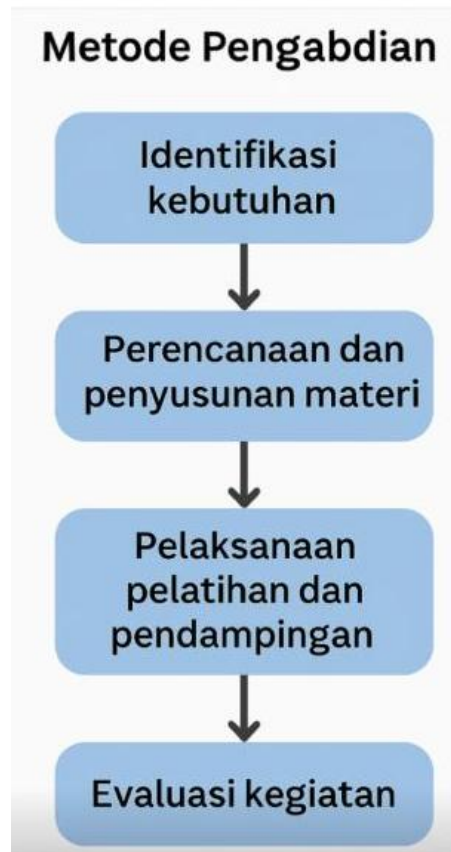 Metode Pengabdian
Identifikasi
kebutuhan
Perencanaan dan
penyusunan materi
Pelaksanaan
pelatihan dan
pendampingan
Evaluasi kegiatan